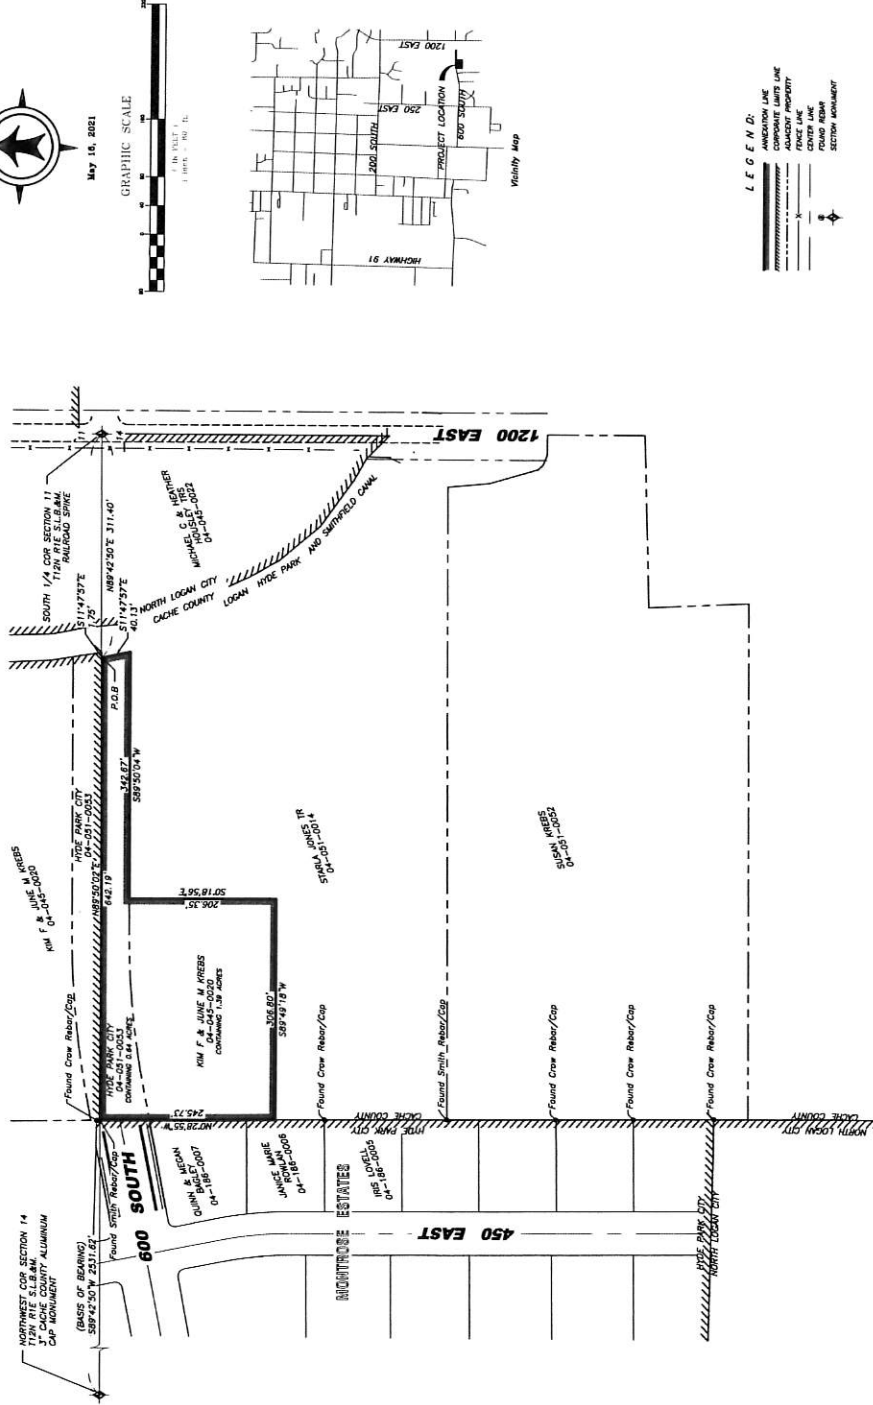 May 16, 2021
GRAPHIC SCALE
HIGHWAY 91
200 SOUTH
250 EAST
1200 EAST
PROJECT LOCATION
600 SOUTH
Vicinity Map
L E G E N D:
ANNEXATION LINE
CORPORATE LIMITS LINE
ADJACENT PROPERTY
FENCE LINE
CENTER LINE
FOUND REBAR
SECTION MONUMENT
NORTHWEST COR SECTION 14
T12N R1E S.L.B.&M.
3" CACHE COUNTY ALUMINUM
CAP MONUMENT
(BASIS OF BEARING)
S89°42'50"W 2531.62'
Found Smith Rebar/Cap
600 SOUTH
Found Crow Rebar/Cap
KIM F & JUNE M KREBS
04-045-0020
HYDE PARK CITY
04-051-0053
N89°50'02"E
642.19'
SOUTH 1/4 COR SECTION 11
T12N R1E S.L.B.&M.
RAILROAD SPIKE
S11°47'57"E
1.75'
N89°42'50"E 311.40'
S11°47'57"E
40.13'
11
14
P.O.B
MICHAEL C & HEATHER
HOUSLEY TRS
04-045-0022
NORTH LOGAN CITY
CACHE COUNTY
LOGAN HYDE PARK AND SMITHFIELD CANAL
1200 EAST
HYDE PARK CITY
04-051-0053
CONTAINING 0.64 ACRES
342.67'
S89°50'04"W
206.35'
S0°18'56"E
KIM F & JUNE M KREBS
04-045-0020
CONTAINING 1.39 ACRES
306.80'
S89°49'18"W
245.73'
N0°28'55"W
QUINN & MEGAN
BAGLEY
04-186-0007
JANICE MARIE
ROWLAN
04-186-0006
IRIS LOVELL
04-186-0005
MONTROSE ESTATES
450 EAST
HYDE PARK CITY
CACHE COUNTY
Found Crow Rebar/Cap
STARLA JONES TR
04-051-0014
Found Smith Rebar/Cap
SUSAN KREBS
04-051-0052
Found Crow Rebar/Cap
Found Crow Rebar/Cap
Found Crow Rebar/Cap
HYDE PARK CITY
NORTH LOGAN CITY
NORTH LOGAN CITY
CACHE COUNTY